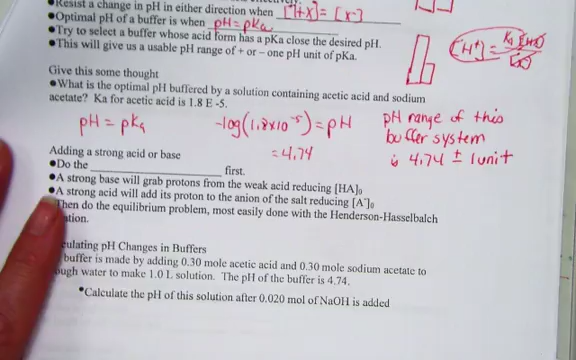 Resist a change in pH in either direction when [HX] = [X-]
•Optimal pH of a buffer is when pH = pKa
•Try to select a buffer whose acid form has a pKa close the desired pH.
•This will give us a usable pH range of + or – one pH unit of pKa.
[H+] = Ka [HX]
[X-]
Give this some thought
•What is the optimal pH buffered by a solution containing acetic acid and sodium
acetate? Ka for acetic acid is 1.8 E -5.
pH = pKa
-log(1.8x10-5) = pH
= 4.74
pH range of this
buffer system
is 4.74 ± 1 unit
Adding a strong acid or base
•Do the ____________________ first.
•A strong base will grab protons from the weak acid reducing [HA]0
•A strong acid will add its proton to the anion of the salt reducing [A-]0
Then do the equilibrium problem, most easily done with the Henderson-Hasselbalch
pH Changes in Buffers
buffer is made by adding 0.30 mole acetic acid and 0.30 mole sodium acetate to
water to make 1.0 L solution. The pH of the buffer is 4.74.
•Calculate the pH of this solution after 0.020 mol of NaOH is added